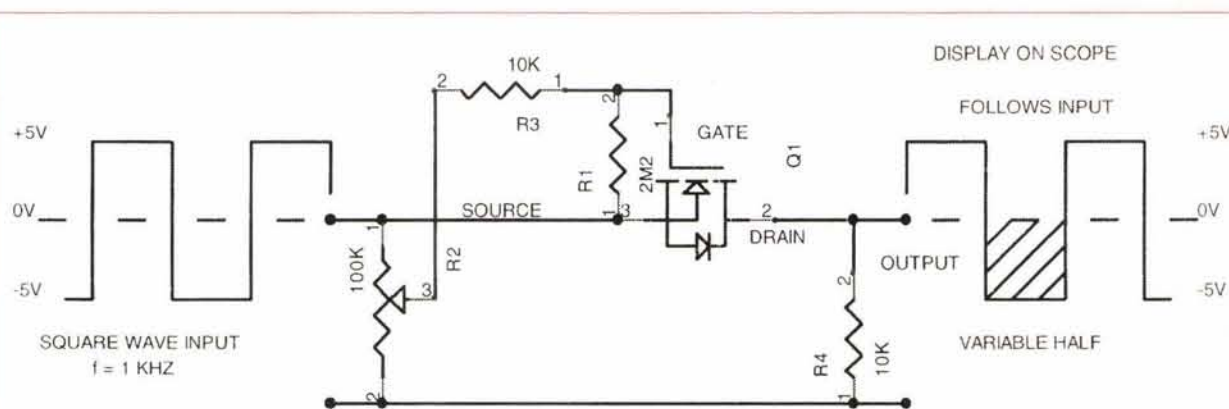 DISPLAY ON SCOPE
FOLLOWS INPUT
+5V
0V
-5V
SQUARE WAVE INPUT
f = 1 KHZ
2
10K
1
R3
2
R1
2M2
1
1
GATE
Q1
SOURCE
3
2
DRAIN
1
100K
R2
3
2
OUTPUT
2
R4
10K
1
+5V
0V
-5V
VARIABLE HALF